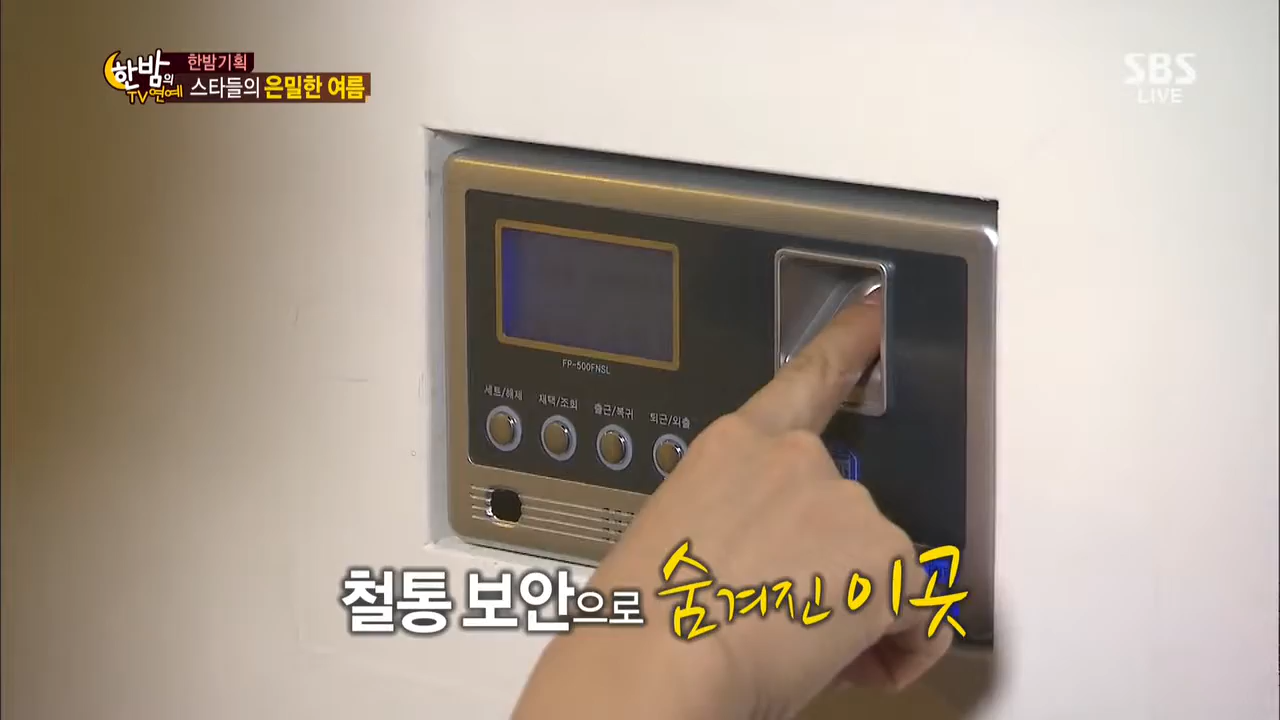 한밤의
TV연예
한밤기획
스타들의 은밀한 여름
SBS
LIVE
FP-500FNSL
세트/해제 재택/조회 출근/복귀 퇴근/외출
철통 보안으로 숨겨진 이곳